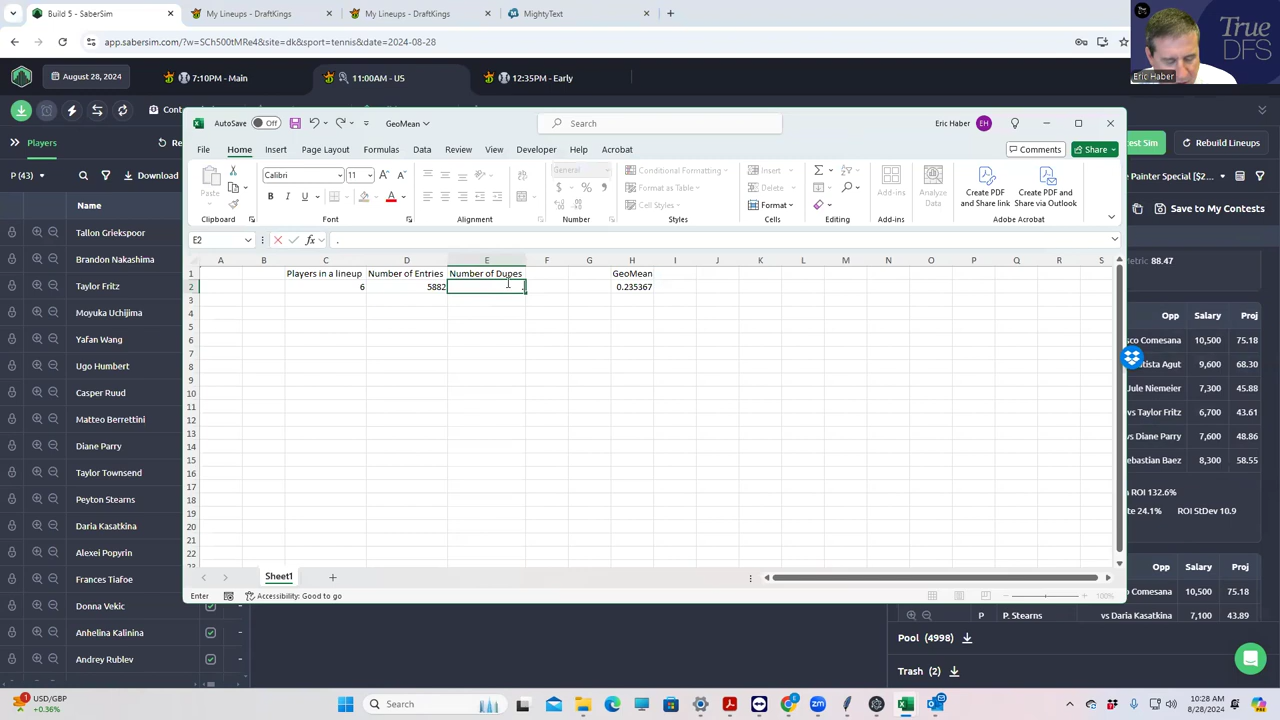 Build 5 - SaberSim
My Lineups - DraftKings
My Lineups - DraftKings
MightyText
app.sabersim.com/?w=SCh500tMRe4&site=dk&sport=tennis&date=2024-08-28
Eric Haber
True
DFS
August 28, 2024
7:10PM - Main
11:00AM - US
12:35PM - Early
Players
P (43)
Download
Name
Tallon Griekspoor
Brandon Nakashima
Taylor Fritz
Moyuka Uchijima
Yafan Wang
Ugo Humbert
Casper Ruud
Matteo Berrettini
Diane Parry
Taylor Townsend
Peyton Stearns
Daria Kasatkina
Alexei Popyrin
Frances Tiafoe
Donna Vekic
Anhelina Kalinina
Andrey Rublev
AutoSave Off
GeoMean
Search
Eric Haber EH
File Home Insert Page Layout Formulas Data Review View Developer Help Acrobat
Comments Share
Paste
Calibri 11
General
Conditional Formatting
Format as Table
Cell Styles
Insert
Delete
Format
Add-ins
Analyze Data
Create PDF and Share link
Create PDF and Share via Outlook
Clipboard Font Alignment Number Styles Cells Editing Add-ins Adobe Acrobat
E2 fx .
A B C D E F G H I J K L M N O P Q R S
1 Players in a lineup Number of Entries Number of Dupes GeoMean
2 6 5882 . 0.235367
3
4
5
6
7
8
9
10
11
12
13
14
15
16
17
18
19
20
21
22
Sheet1
Enter Accessibility: Good to go 100%
Rebuild Lineups
Painter Special [$2...
Save to My Contests
Metric 88.47
Opp Salary Proj
sco Comesana 10,500 75.18
tista Agut 9,600 68.30
Jule Niemeier 7,300 45.88
vs Taylor Fritz 6,700 43.61
vs Diane Parry 7,600 48.86
ebastian Baez 8,300 58.55
ROI 132.6%
te 24.1% ROI StDev 10.9
Opp Salary Proj
Comesana 10,500 75.18
P P. Stearns vs Daria Kasatkina 7,100 43.89
Pool (4998)
Trash (2)
USD/GBP
+0.36%
Search
10:28 AM
8/28/2024